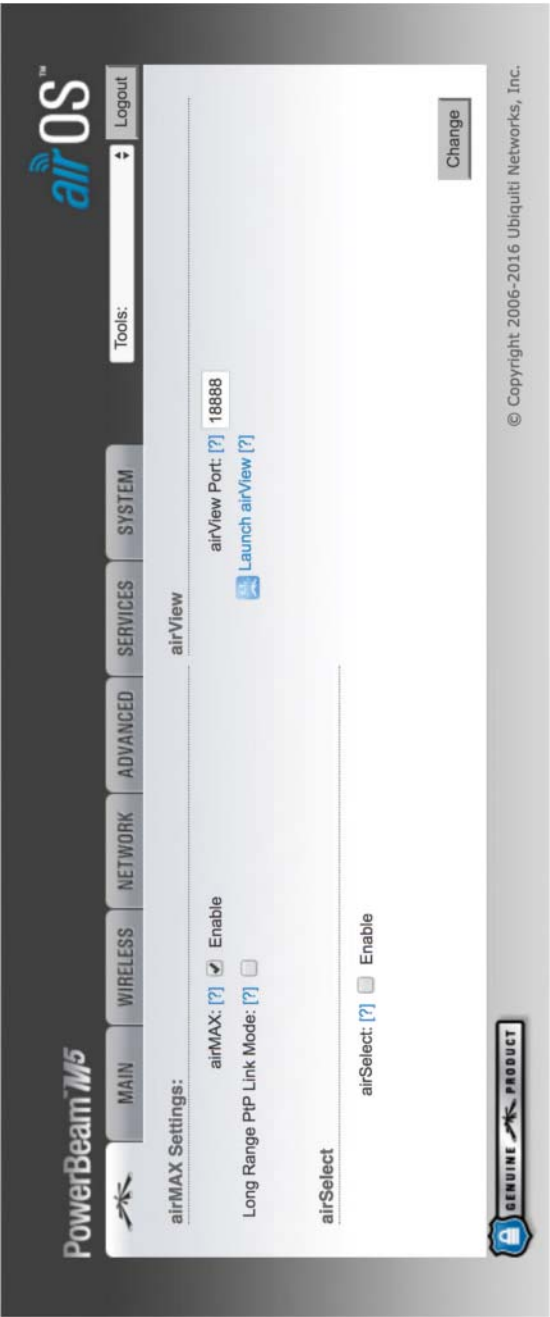 PowerBeam™ M5
airOS™
MAIN
WIRELESS
NETWORK
ADVANCED
SERVICES
SYSTEM
Tools:
Logout
airMAX Settings:
airMAX: [?] Enable
Long Range PtP Link Mode: [?]
airView
airView Port: [?] 18888
Launch airView [?]
airSelect
airSelect: [?] Enable
Change
GENUINE PRODUCT
© Copyright 2006-2016 Ubiquiti Networks, Inc.